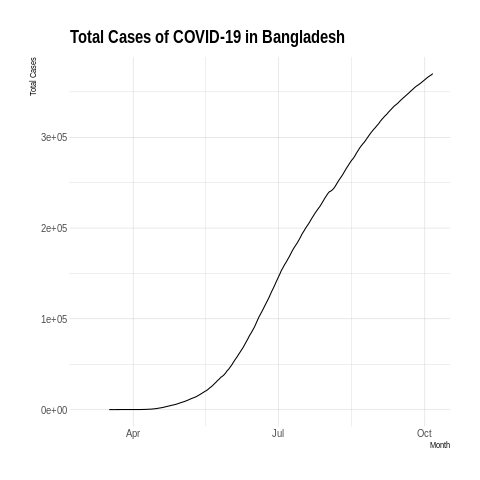 Total Cases of COVID-19 in Bangladesh
Total Cases
3e+05
2e+05
1e+05
0e+00
Apr
Jul
Oct
Month